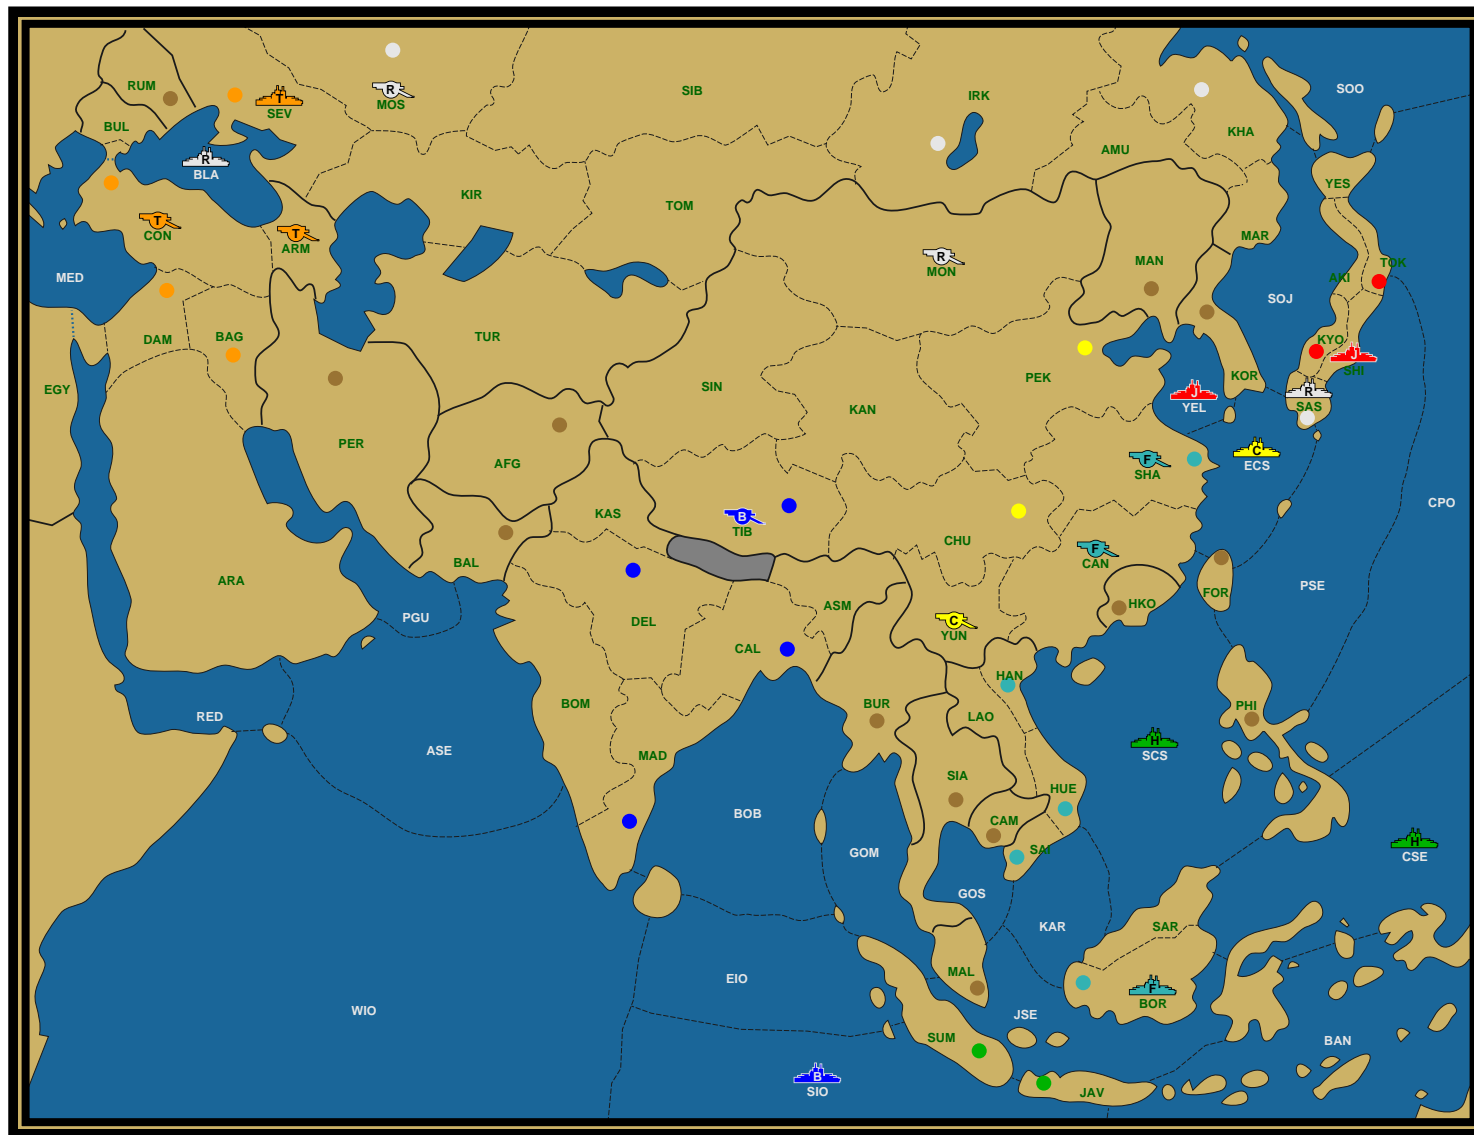 SOO
RUM
T
SEV
R
MOS
SIB
IRK
BUL
KHA
AMU
R
BLA
YES
KIR
TOM
T
CON
T
ARM
MAR
R
MON
MAN
TOK
MED
AKI
SOJ
DAM
BAG
TUR
KYO
J
SHI
EGY
SIN
PEK
KOR
J
YEL
R
SAS
KAN
PER
AFG
C
ECS
F
SHA
CPO
KAS
B
TIB
CHU
F
CAN
BAL
ARA
PGU
DEL
ASM
HKO
FOR
PSE
CAL
C
YUN
HAN
BOM
BUR
LAO
PHI
RED
ASE
MAD
H
SCS
SIA
HUE
BOB
CAM
GOM
SAI
H
CSE
GOS
KAR
SAR
EIO
MAL
F
BOR
WIO
JSE
SUM
BAN
B
SIO
JAV